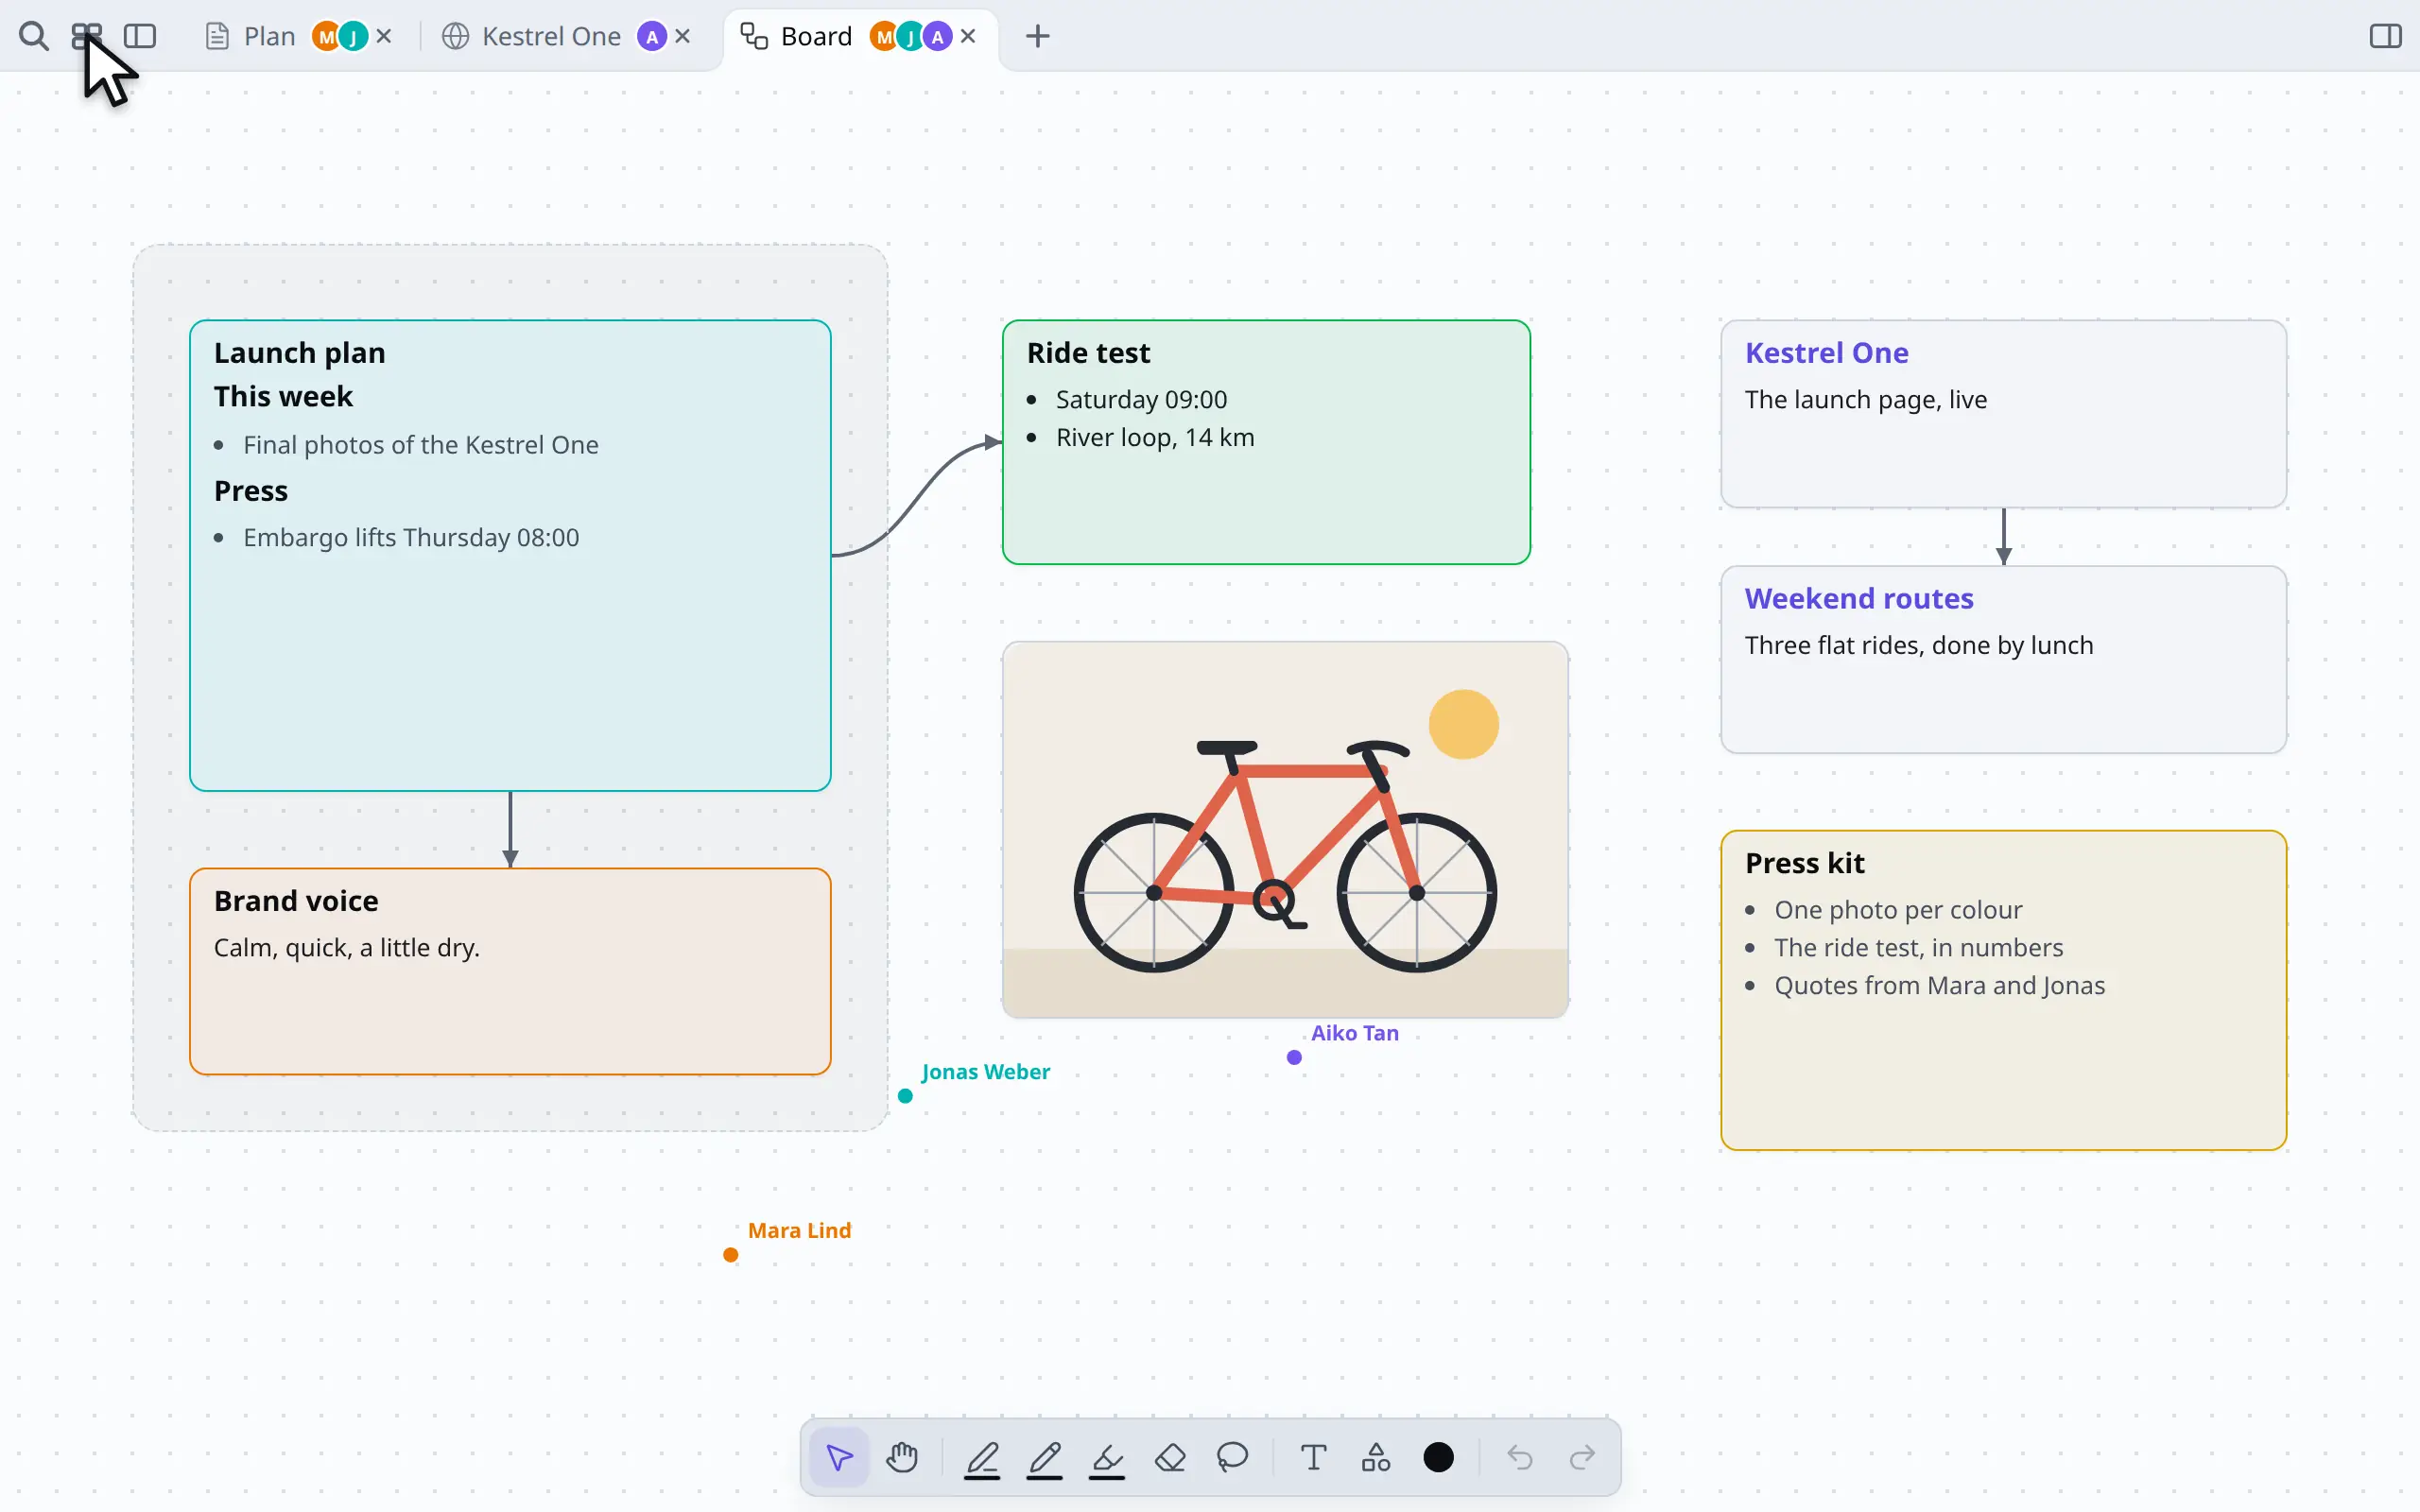 Plan M J
Kestrel One A
Board M J A
Launch plan
This week
Final photos of the Kestrel One
Press
Embargo lifts Thursday 08:00
Brand voice
Calm, quick, a little dry.
Ride test
Saturday 09:00
River loop, 14 km
Kestrel One
The launch page, live
Weekend routes
Three flat rides, done by lunch
Press kit
One photo per colour
The ride test, in numbers
Quotes from Mara and Jonas
Aiko Tan
Jonas Weber
Mara Lind